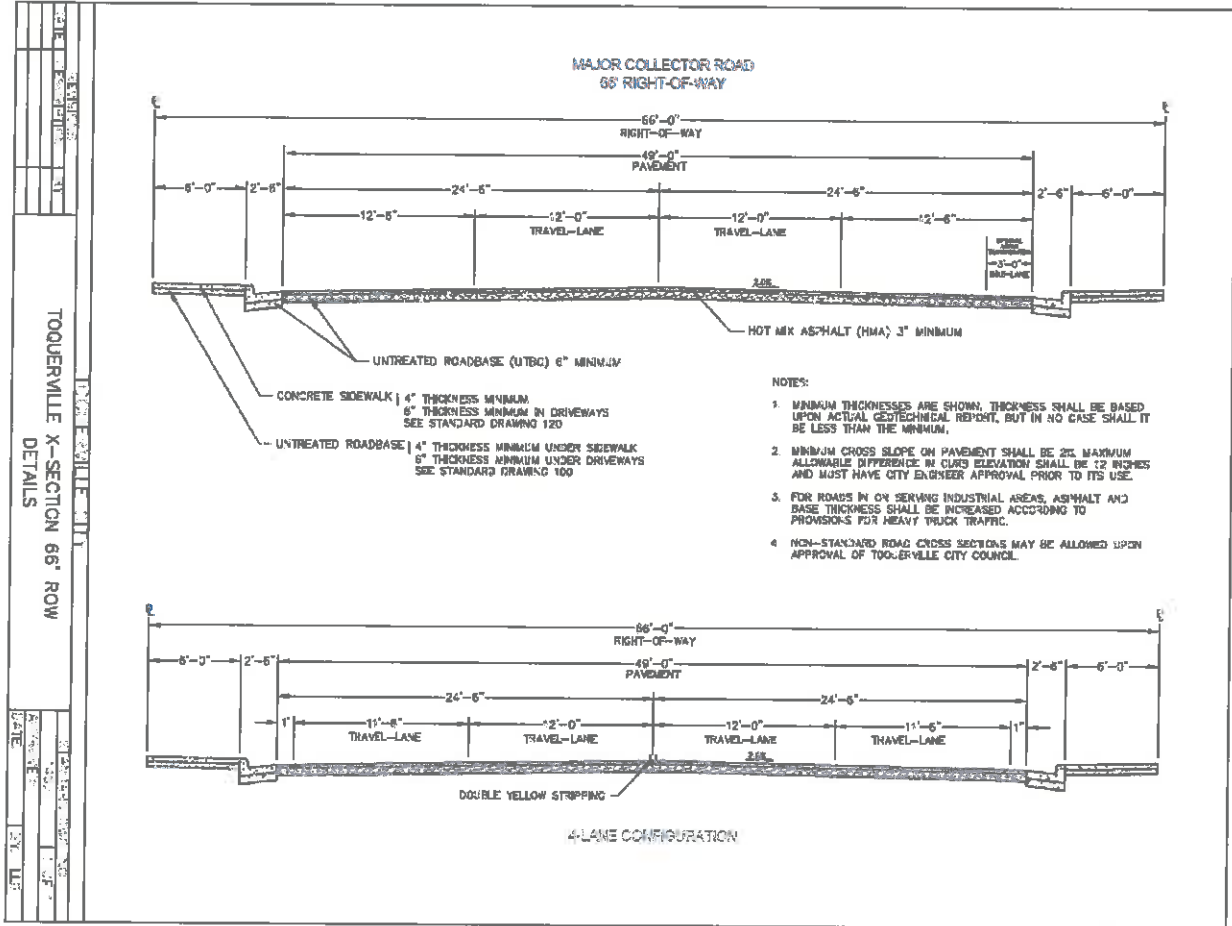 MAJOR COLLECTOR ROAD
66' RIGHT-OF-WAY
66'-0"
RIGHT-OF-WAY
49'-0"
PAVEMENT
6'-0" 2'-6" 24'-6" 24'-6" 2'-6" 6'-0"
12'-6" 12'-0" 12'-0" 12'-6"
TRAVEL-LANE TRAVEL-LANE
3'-0"
2.0%
HOT MIX ASPHALT (HMA) 3" MINIMUM
UNTREATED ROADBASE (UTBC) 6" MINIMUM
CONCRETE SIDEWALK 4" THICKNESS MINIMUM
6" THICKNESS MINIMUM IN DRIVEWAYS
SEE STANDARD DRAWING 120
UNTREATED ROADBASE 4" THICKNESS MINIMUM UNDER SIDEWALK
6" THICKNESS MINIMUM UNDER DRIVEWAYS
SEE STANDARD DRAWING 100
NOTES:
1. MINIMUM THICKNESSES ARE SHOWN, THICKNESS SHALL BE BASED
UPON ACTUAL GEOTECHNICAL REPORT, BUT IN NO CASE SHALL IT
BE LESS THAN THE MINIMUM.
2. MINIMUM CROSS SLOPE ON PAVEMENT SHALL BE 2%. MAXIMUM
ALLOWABLE DIFFERENCE IN CURB ELEVATION SHALL BE 12 INCHES
AND MUST HAVE CITY ENGINEER APPROVAL PRIOR TO ITS USE.
3. FOR ROADS IN OR SERVING INDUSTRIAL AREAS, ASPHALT AND
BASE THICKNESS SHALL BE INCREASED ACCORDING TO
PROVISIONS FOR HEAVY TRUCK TRAFFIC.
4 NON-STANDARD ROAD CROSS SECTIONS MAY BE ALLOWED UPON
APPROVAL OF TOQUERVILLE CITY COUNCIL.
66'-0"
RIGHT-OF-WAY
6'-0" 2'-6" 49'-0" 2'-6" 6'-0"
PAVEMENT
24'-6" 24'-6"
1" 11'-6" 12'-0" 12'-0" 11'-6" 1"
TRAVEL-LANE TRAVEL-LANE TRAVEL-LANE TRAVEL-LANE
2.0%
DOUBLE YELLOW STRIPPING
4-LANE CONFIGURATION
TOQUERVILLE X-SECTION 66' ROW
DETAILS
DATE